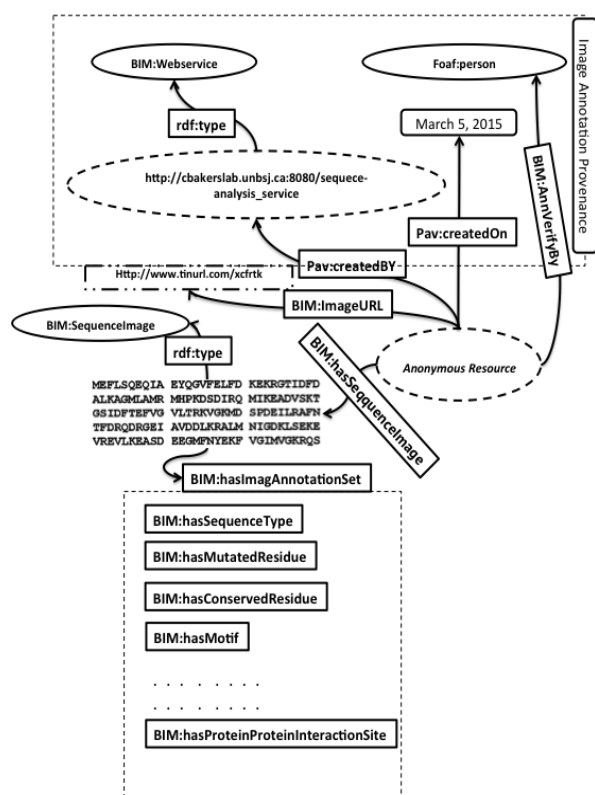 Image Annotation Provenance
BIM:Webservice
Foaf:person
rdf:type
March 5, 2015
http://cbakerslab.unbsj.ca:8080/sequece-
analysis_service
BIM:AnnVerifyBy
Pav:createdOn
Pav:createdBY
Http://www.tinurl.com/xcfrtk
BIM:ImageURL
BIM:SequenceImage
rdf:type
BIM:hasSeqquenceImage
Anonymous Resource
MEFLSQEQIA EYQGVFELFD KEKRGTIDFD
ALKAGMLAMR MHPKDSDIRQ MIKEADVSKT
GSIDFTEFVG VLTRKVGKMD SPDEILRAFN
TFDRQDRGEI AVDDLKRALM NIGDKLSEKE
VREVLKEASD EEGMFNYEKF VGIMVGKRQS
BIM:hasImagAnnotationSet
BIM:hasSequenceType
BIM:hasMutatedResidue
BIM:hasConservedResidue
BIM:hasMotif
. . . . . . . . .
. . . . . . . . .
BIM:hasProteinProteinInteractionSite